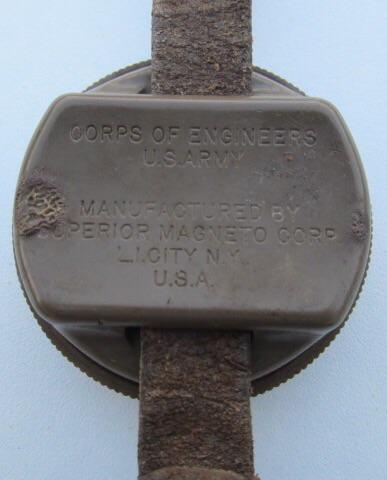 CORPS OF ENGINEERS
U.S.ARMY
MANUFACTURED BY
SUPERIOR MAGNETO CORP.
L.I.CITY N.Y.
U.S.A.